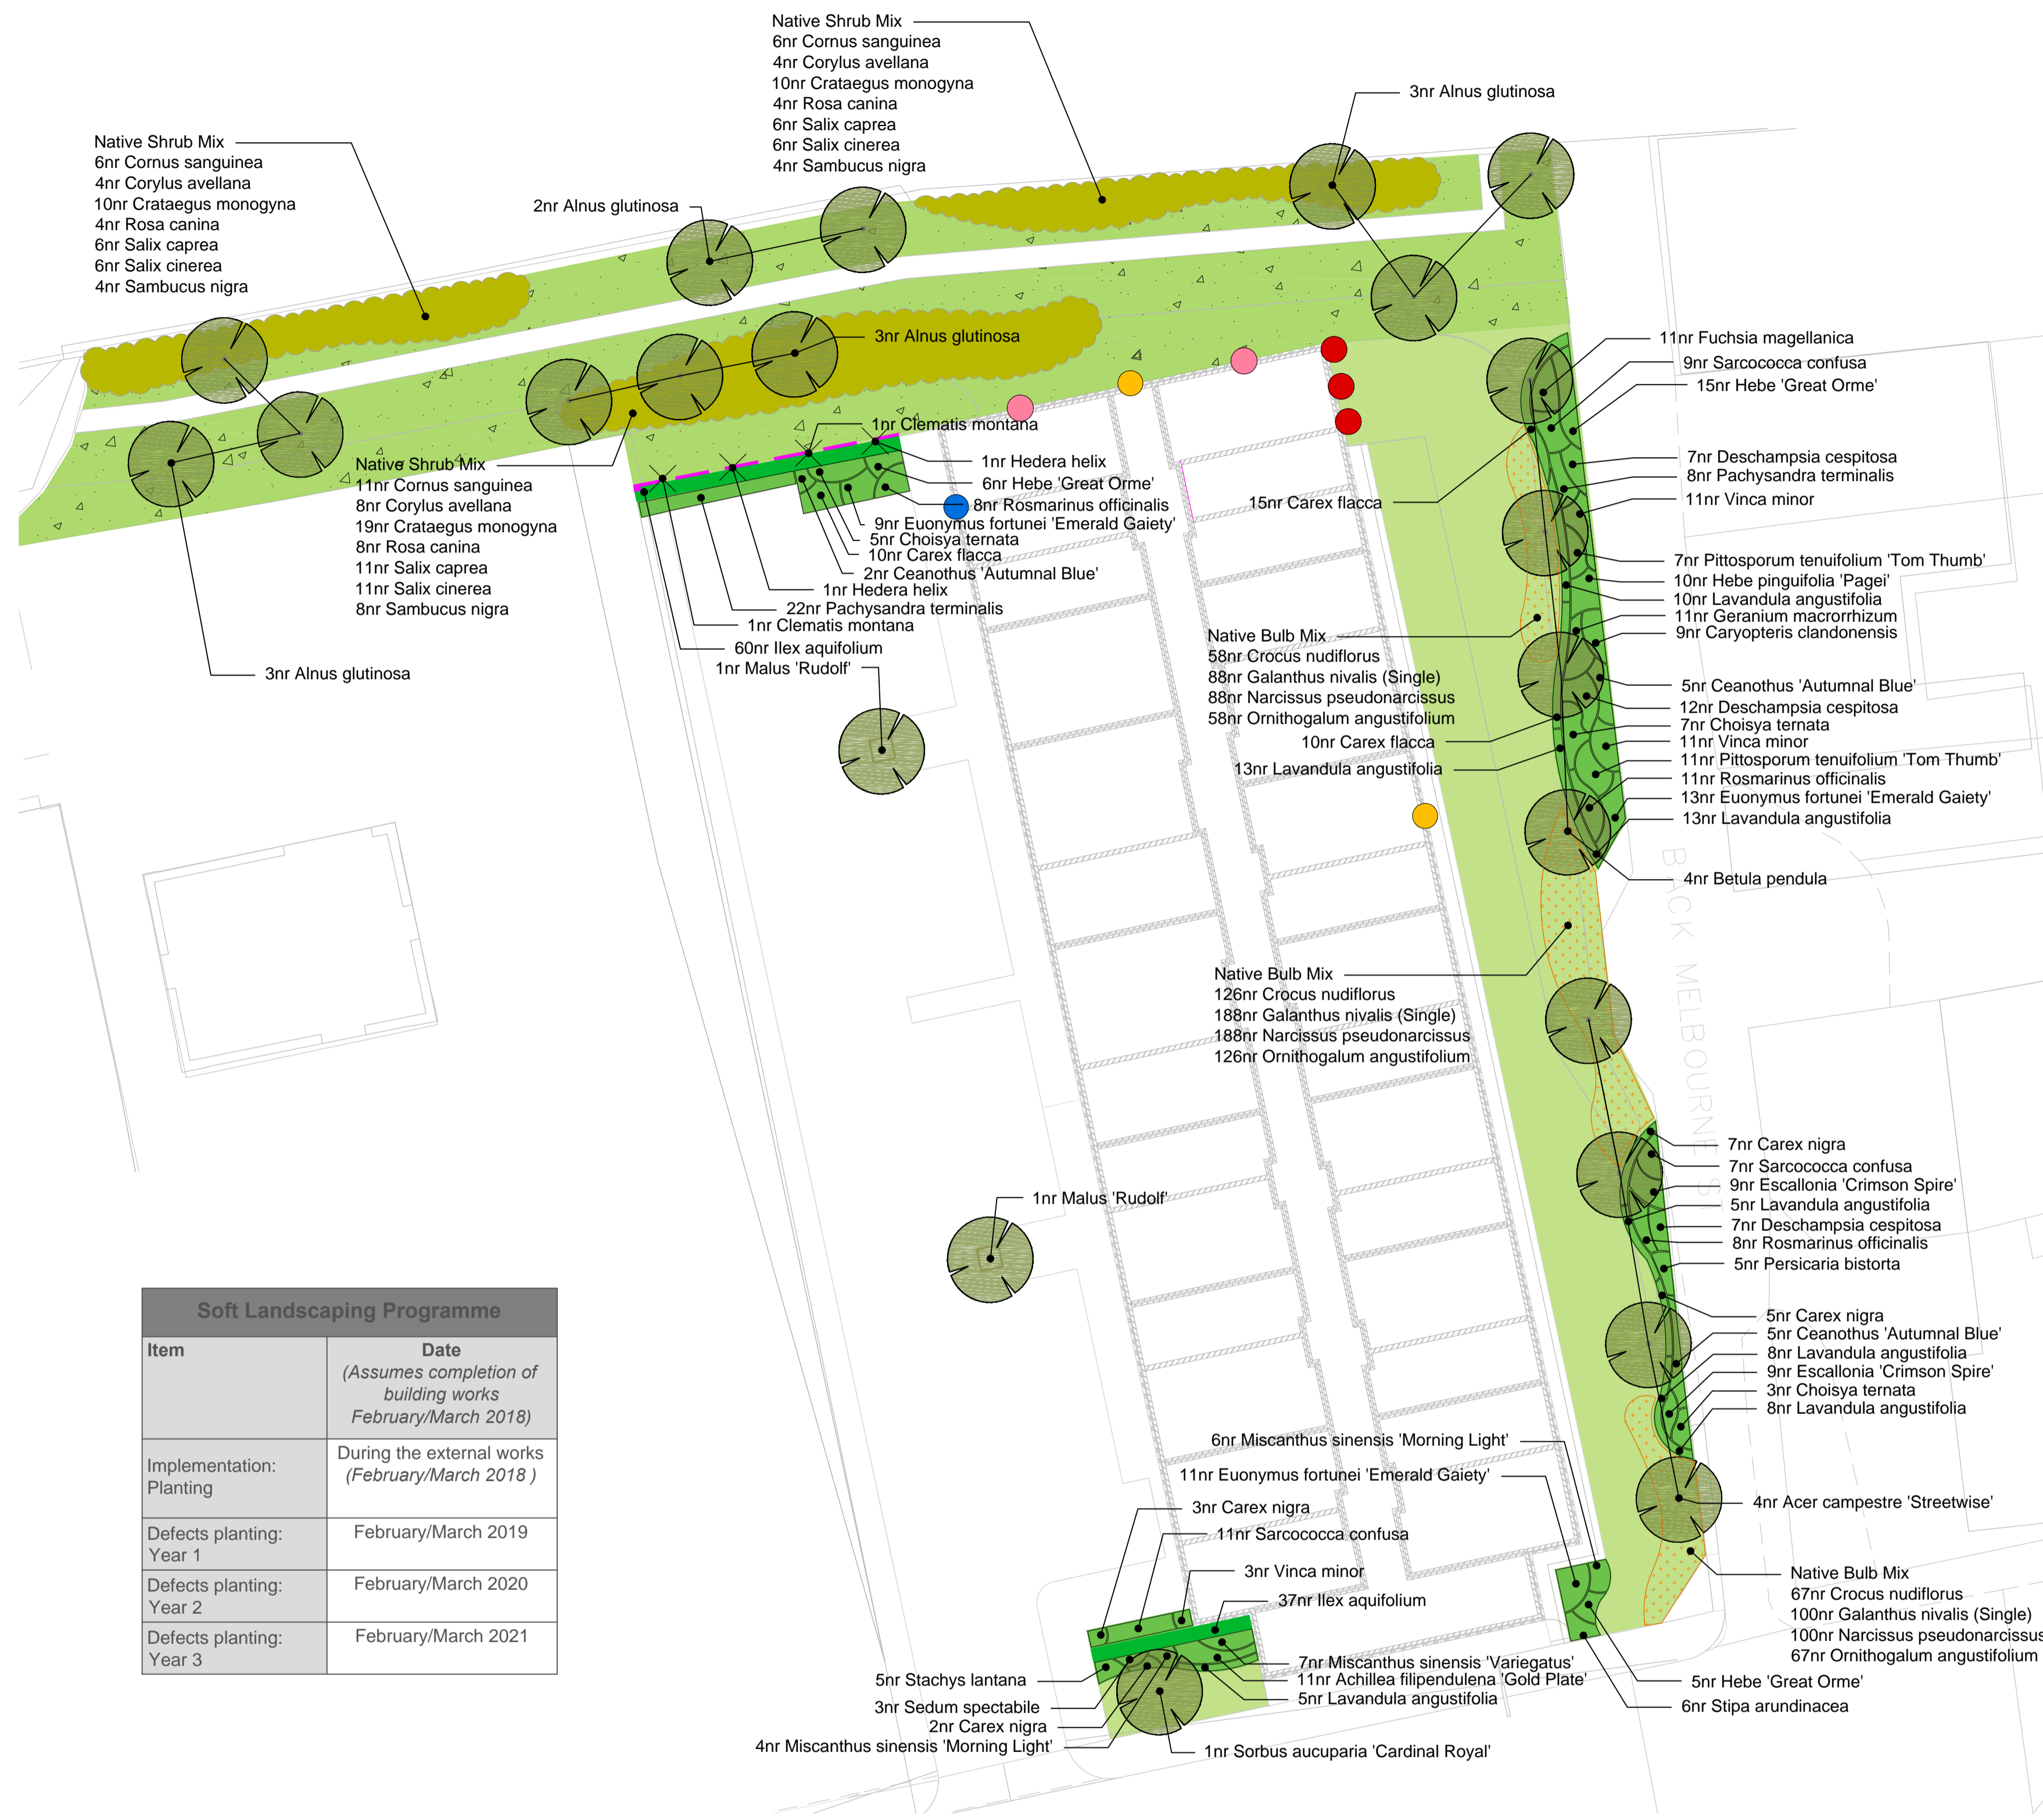 Native Shrub Mix
6nr Cornus sanguinea
4nr Corylus avellana
10nr Crataegus monogyna
4nr Rosa canina
6nr Salix caprea
6nr Salix cinerea
4nr Sambucus nigra
3nr Alnus glutinosa
Native Shrub Mix
6nr Cornus sanguinea
4nr Corylus avellana
10nr Crataegus monogyna
4nr Rosa canina
6nr Salix caprea
6nr Salix cinerea
4nr Sambucus nigra
2nr Alnus glutinosa
3nr Alnus glutinosa
11nr Fuchsia magellanica
9nr Sarcococca confusa
15nr Hebe 'Great Orme'
7nr Deschampsia cespitosa
8nr Pachysandra terminalis
11nr Vinca minor
15nr Carex flacca
1nr Clematis montana
1nr Hedera helix
6nr Hebe 'Great Orme'
8nr Rosmarinus officinalis
9nr Euonymus fortunei 'Emerald Gaiety'
5nr Choisya ternata
10nr Carex flacca
2nr Ceanothus 'Autumnal Blue'
1nr Hedera helix
22nr Pachysandra terminalis
1nr Clematis montana
60nr Ilex aquifolium
1nr Malus 'Rudolf'
Native Shrub Mix
11nr Cornus sanguinea
8nr Corylus avellana
19nr Crataegus monogyna
8nr Rosa canina
11nr Salix caprea
11nr Salix cinerea
8nr Sambucus nigra
3nr Alnus glutinosa
7nr Pittosporum tenuifolium 'Tom Thumb'
10nr Hebe pinguifolia 'Pagei'
10nr Lavandula angustifolia
11nr Geranium macrorrhizum
9nr Caryopteris clandonensis
Native Bulb Mix
58nr Crocus nudiflorus
88nr Galanthus nivalis (Single)
88nr Narcissus pseudonarcissus
58nr Ornithogalum angustifolium
10nr Carex flacca
13nr Lavandula angustifolia
5nr Ceanothus 'Autumnal Blue'
12nr Deschampsia cespitosa
7nr Choisya ternata
11nr Vinca minor
11nr Pittosporum tenuifolium 'Tom Thumb'
11nr Rosmarinus officinalis
13nr Euonymus fortunei 'Emerald Gaiety'
13nr Lavandula angustifolia
4nr Betula pendula
BACK MELBOURNE S
Native Bulb Mix
126nr Crocus nudiflorus
188nr Galanthus nivalis (Single)
188nr Narcissus pseudonarcissus
126nr Ornithogalum angustifolium
7nr Carex nigra
7nr Sarcococca confusa
9nr Escallonia 'Crimson Spire'
5nr Lavandula angustifolia
7nr Deschampsia cespitosa
8nr Rosmarinus officinalis
5nr Persicaria bistorta
1nr Malus 'Rudolf'
5nr Carex nigra
5nr Ceanothus 'Autumnal Blue'
8nr Lavandula angustifolia
9nr Escallonia 'Crimson Spire'
3nr Choisya ternata
8nr Lavandula angustifolia
Soft Landscaping Programme
Item
Date
(Assumes completion of
building works
February/March 2018)
Implementation:
Planting
During the external works
(February/March 2018 )
Defects planting:
Year 1
February/March 2019
Defects planting:
Year 2
February/March 2020
Defects planting:
Year 3
February/March 2021
6nr Miscanthus sinensis 'Morning Light'
11nr Euonymus fortunei 'Emerald Gaiety'
3nr Carex nigra
11nr Sarcococca confusa
3nr Vinca minor
37nr Ilex aquifolium
4nr Acer campestre 'Streetwise'
Native Bulb Mix
67nr Crocus nudiflorus
100nr Galanthus nivalis (Single)
100nr Narcissus pseudonarcissus
67nr Ornithogalum angustifolium
5nr Stachys lantana
3nr Sedum spectabile
2nr Carex nigra
4nr Miscanthus sinensis 'Morning Light'
7nr Miscanthus sinensis 'Variegatus'
11nr Achillea filipendulena 'Gold Plate'
5nr Lavandula angustifolia
5nr Hebe 'Great Orme'
6nr Stipa arundinacea
1nr Sorbus aucuparia 'Cardinal Royal'